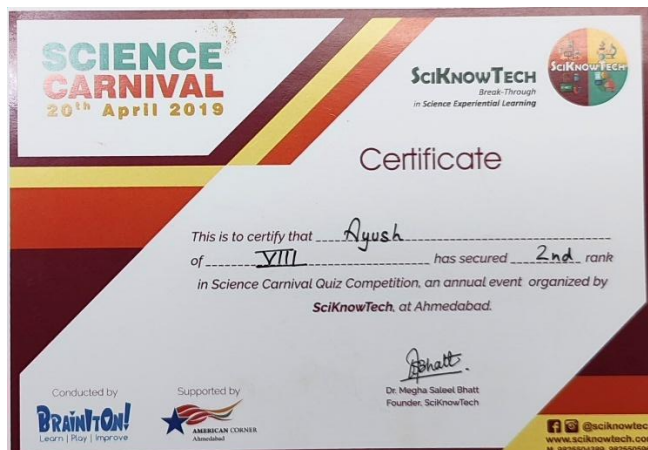 SCIENCE
CARNIVAL
20th April 2019
SCIKNOWTECH
Break-Through
in Science Experiential Learning
SCIKNOWTECH
Certificate
This is to certify that Ayush
of VIII has secured 2nd rank
in Science Carnival Quiz Competition, an annual event organized by
SciKnowTech, at Ahmedabad.
Bhatt
Dr. Megha Saleel Bhatt
Founder, SciKnowTech
Conducted by
BRAINITON!
Learn | Play | Improve
Supported by
AMERICAN CORNER
Ahmedabad
@sciknowtec
www.sciknowtech.co